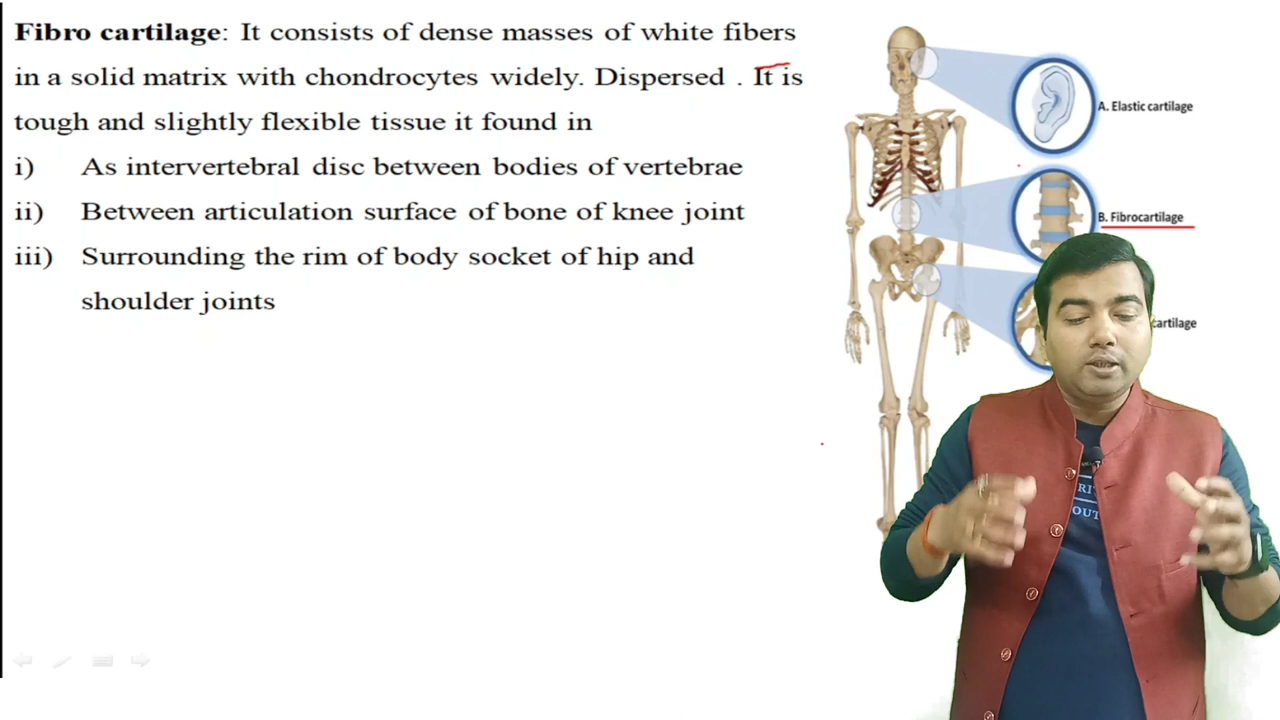 Fibro cartilage: It consists of dense masses of white fibers
in a solid matrix with chondrocytes widely. Dispersed . It is
tough and slightly flexible tissue it found in
i) As intervertebral disc between bodies of vertebrae
ii) Between articulation surface of bone of knee joint
iii) Surrounding the rim of body socket of hip and
shoulder joints
A. Elastic cartilage
B. Fibrocartilage
cartilage
OUT